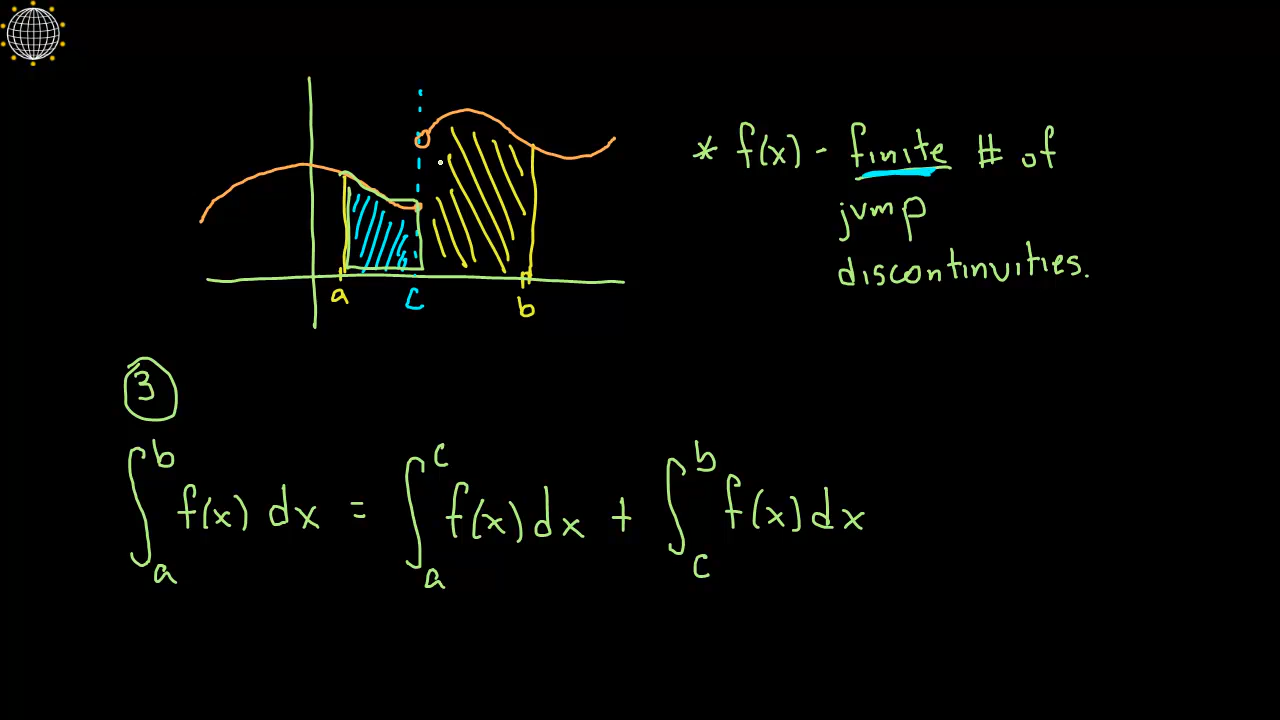 * f(x) - finite # of
jump
discontinuities.
a
c
b
3
∫_a^b f(x) dx = ∫_a^c f(x) dx + ∫_c^b f(x) dx